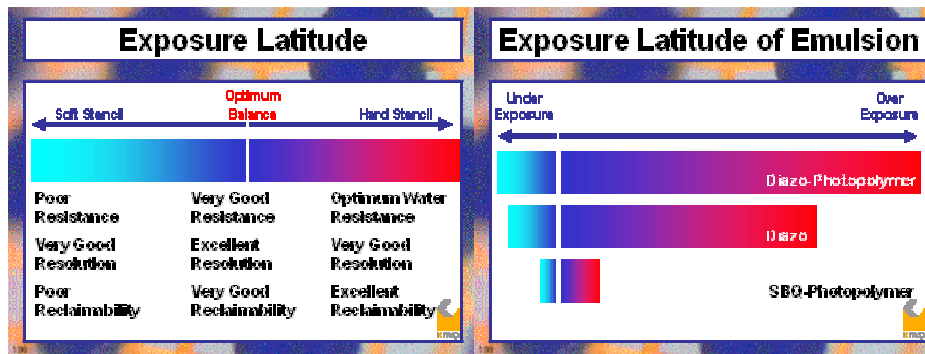 Exposure Latitude
Optimum
Soft Stencil Balance Hard Stencil
Poor Very Good Optimum Water
Resistance Resistance Resistance
Very Good Excellent Very Good
Resolution Resolution Resolution
Poor Very Good Excellent
Reclaimability Reclaimability Reclaimability
Exposure Latitude of Emulsion
Under Over
Exposure Exposure
Diazo-Photopolymer
Diazo
SBQ-Photopolymer